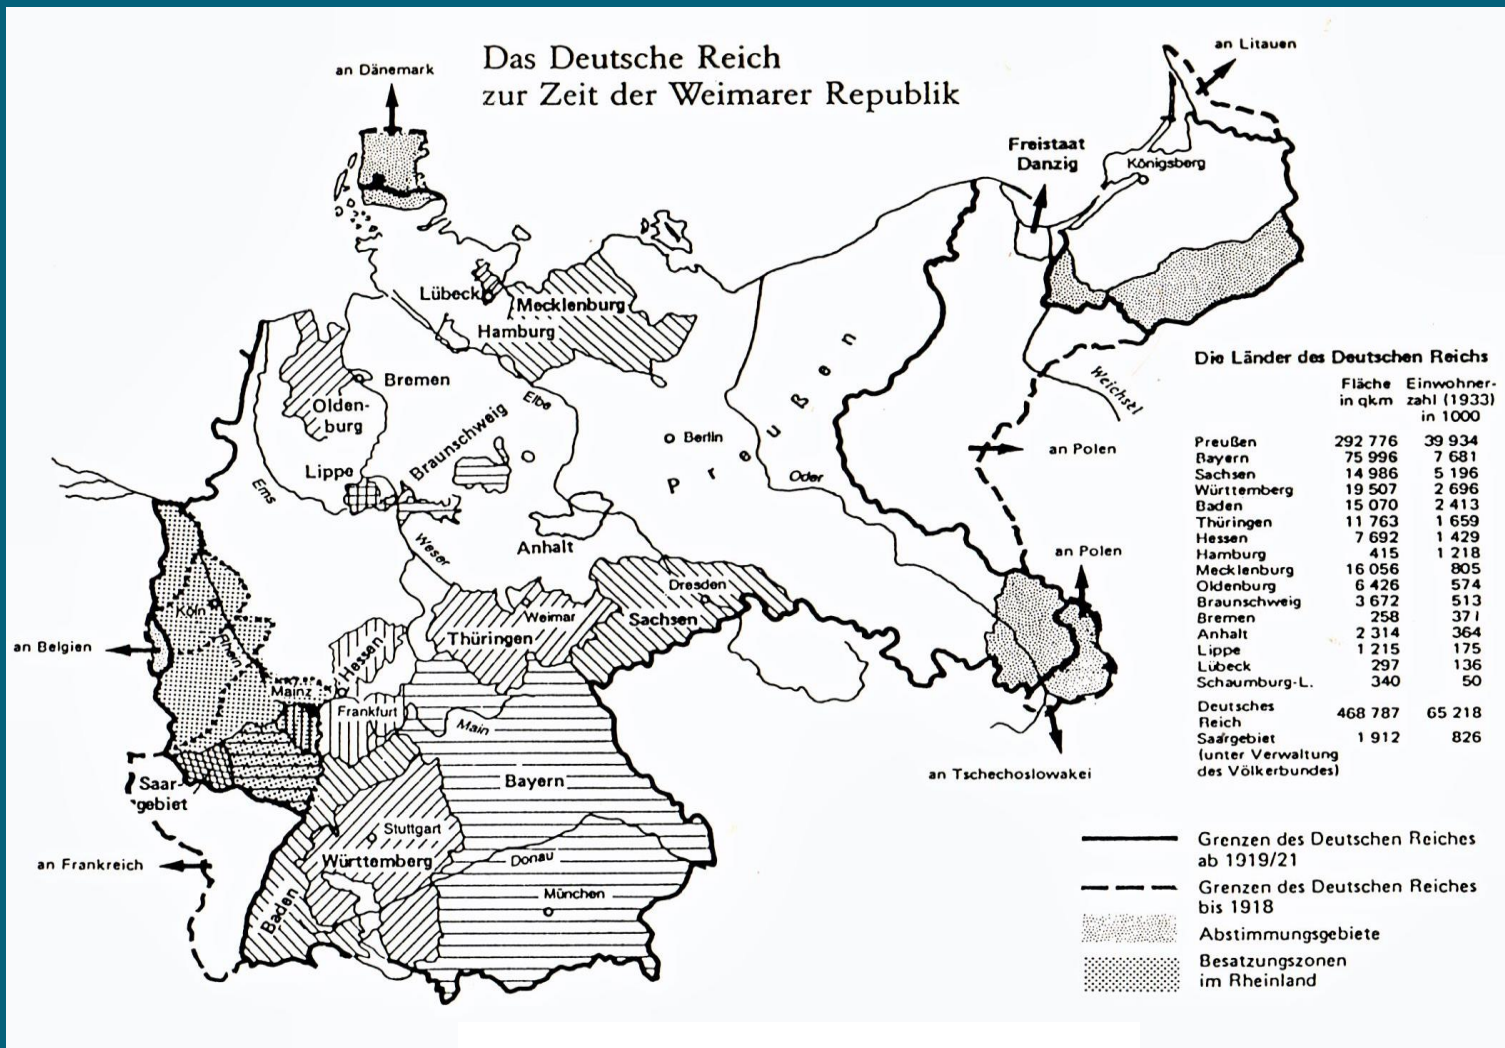 Das Deutsche Reich
zur Zeit der Weimarer Republik
an Dänemark
an Litauen
Freistaat
Danzig
Königsberg
Lübeck
Mecklenburg
Hamburg
Bremen
Olden-
burg
Elbe
Braunschweig
Berlin
Preußen
Oder
Weichsel
an Polen
Lippe
Ems
Weser
Anhalt
an Polen
Dresden
Köln
Rhein
Weimar
Thüringen
Sachsen
an Belgien
Hessen
Mainz
Frankfurt
Main
an Tschechoslowakei
Bayern
Saar-
gebiet
Stuttgart
Württemberg
Donau
an Frankreich
Baden
München
Die Länder des Deutschen Reichs
Fläche Einwohner-
in qkm zahl (1933)
in 1000
Preußen 292 776 39 934
Bayern 75 996 7 681
Sachsen 14 986 5 196
Württemberg 19 507 2 696
Baden 15 070 2 413
Thüringen 11 763 1 659
Hessen 7 692 1 429
Hamburg 415 1 218
Mecklenburg 16 056 805
Oldenburg 6 426 574
Braunschweig 3 672 513
Bremen 258 371
Anhalt 2 314 364
Lippe 1 215 175
Lübeck 297 136
Schaumburg-L. 340 50
Deutsches
Reich 468 787 65 218
Saargebiet 1 912 826
(unter Verwaltung
des Völkerbundes)
Grenzen des Deutschen Reiches
ab 1919/21
Grenzen des Deutschen Reiches
bis 1918
Abstimmungsgebiete
Besatzungszonen
im Rheinland